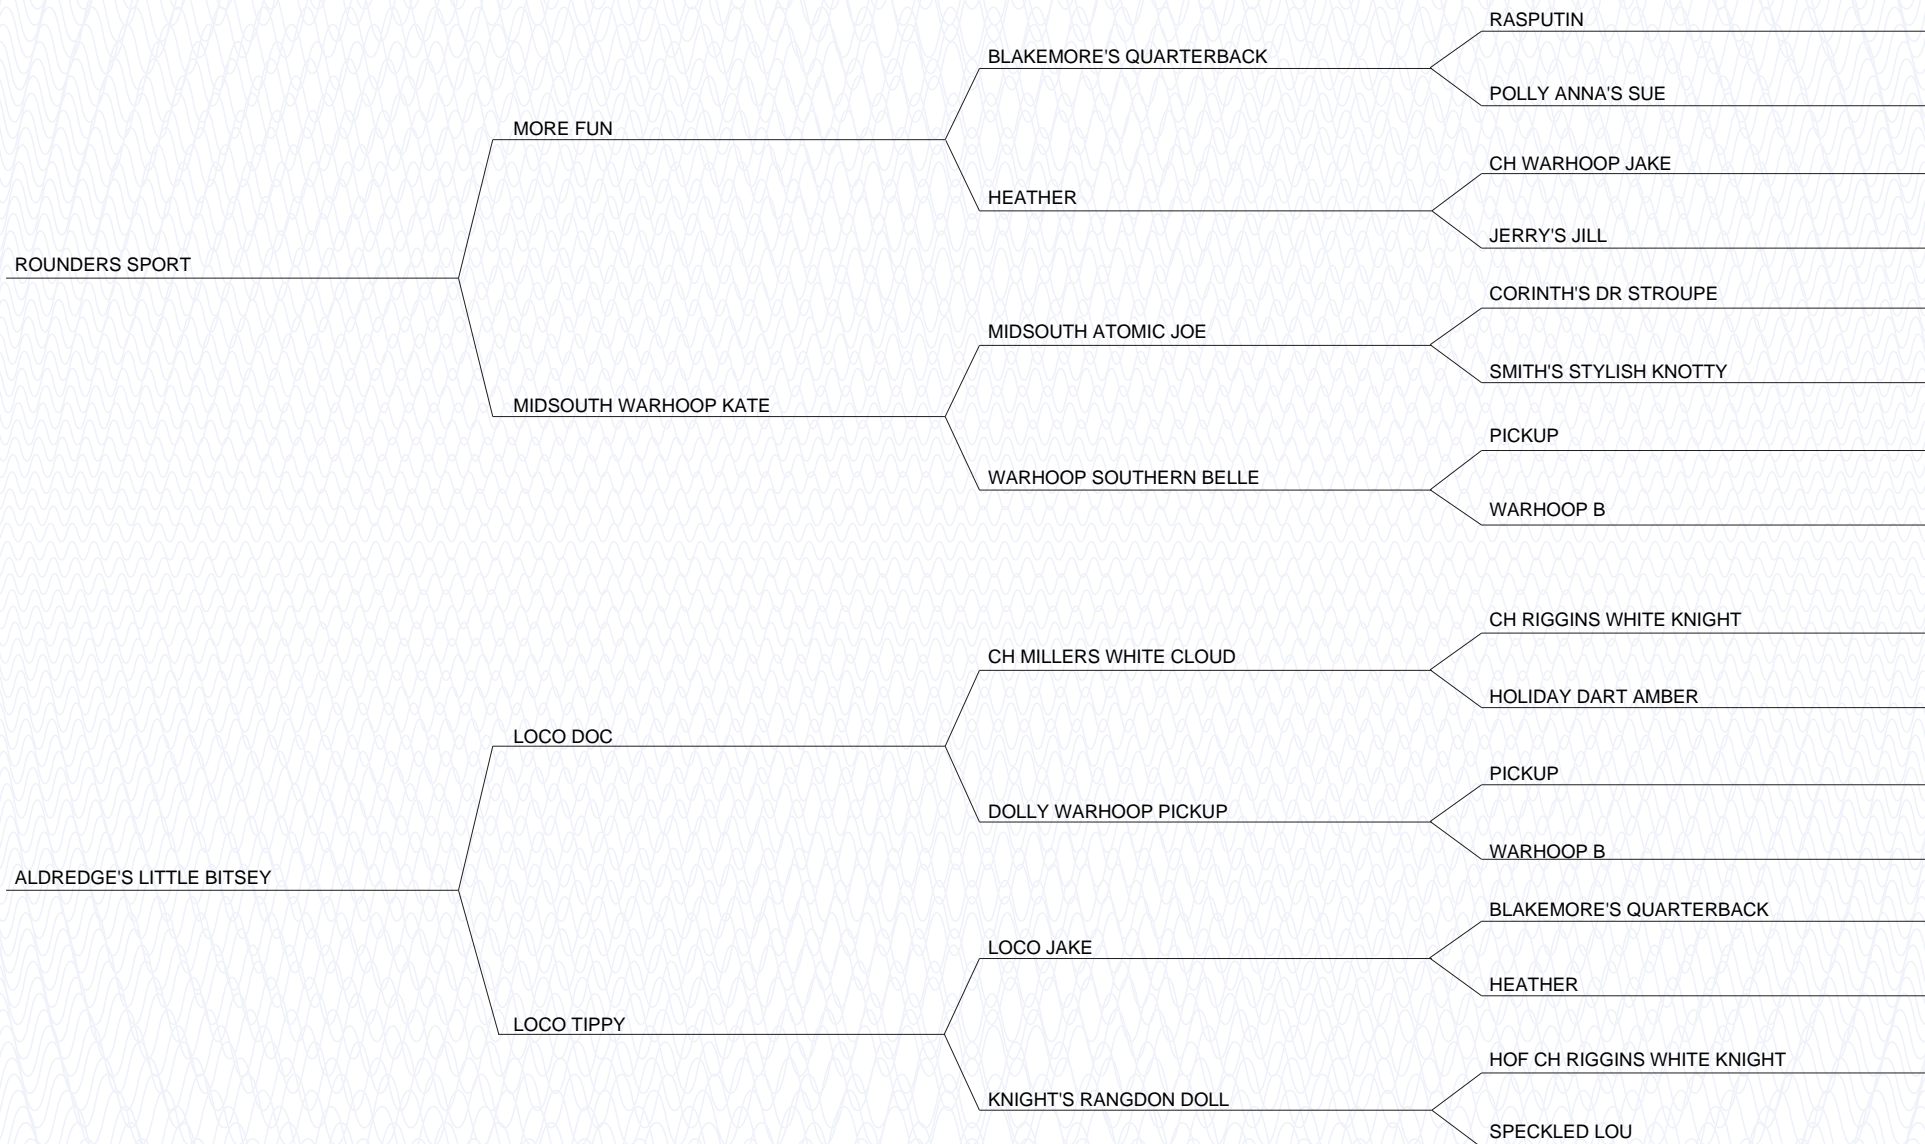 RASPUTIN
BLAKEMORE'S QUARTERBACK
POLLY ANNA'S SUE
MORE FUN
CH WARHOOP JAKE
HEATHER
JERRY'S JILL
ROUNDERS SPORT
CORINTH'S DR STROUPE
MIDSOUTH ATOMIC JOE
SMITH'S STYLISH KNOTTY
MIDSOUTH WARHOOP KATE
PICKUP
WARHOOP SOUTHERN BELLE
WARHOOP B
CH RIGGINS WHITE KNIGHT
CH MILLERS WHITE CLOUD
HOLIDAY DART AMBER
LOCO DOC
PICKUP
DOLLY WARHOOP PICKUP
WARHOOP B
ALDREDGE'S LITTLE BITSEY
BLAKEMORE'S QUARTERBACK
LOCO JAKE
HEATHER
LOCO TIPPY
HOF CH RIGGINS WHITE KNIGHT
KNIGHT'S RANGDON DOLL
SPECKLED LOU